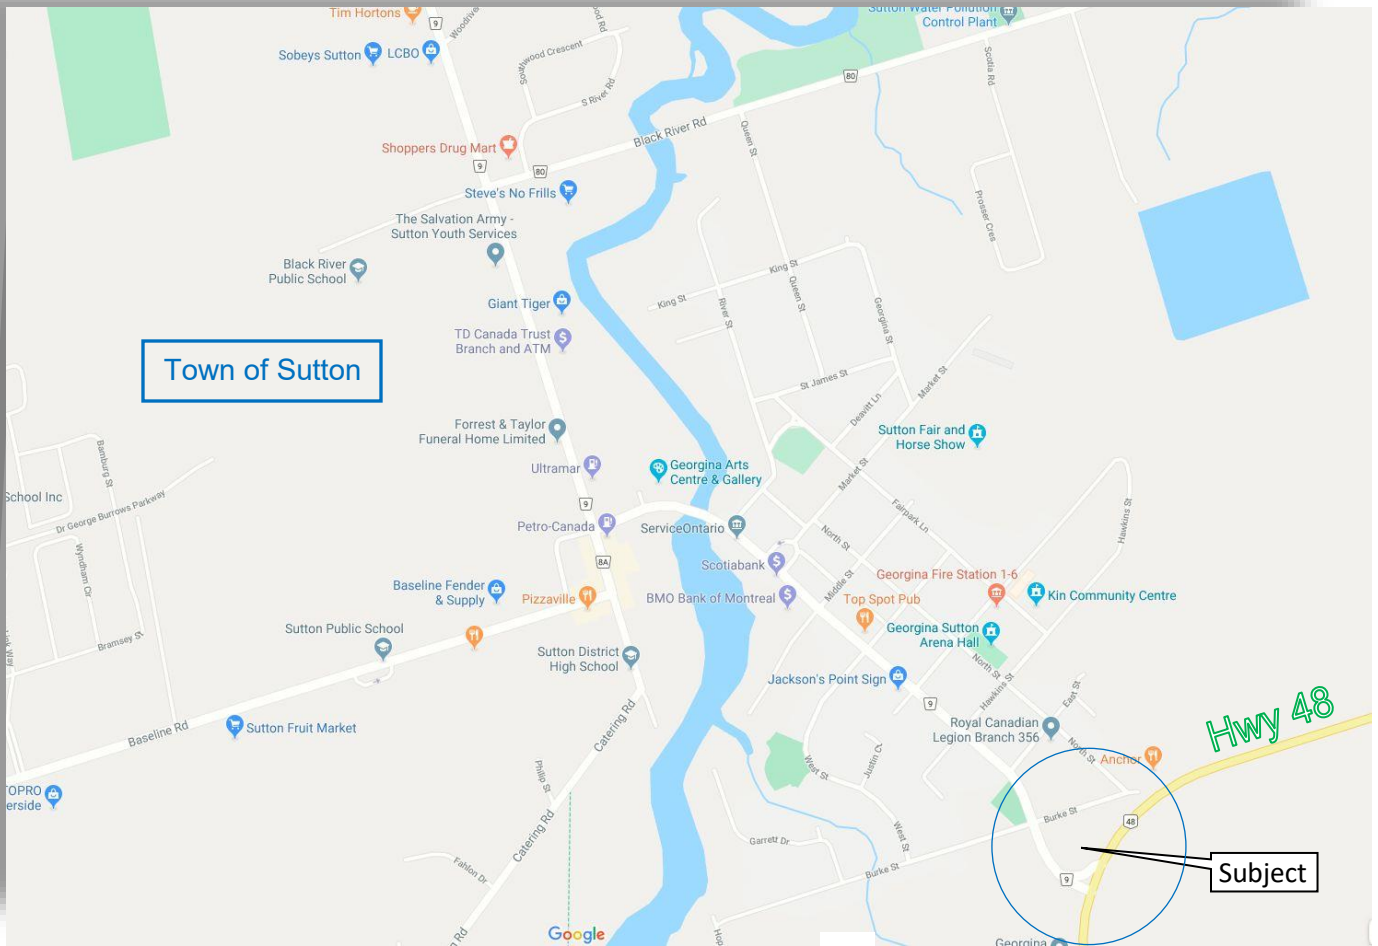 Tim Hortons
9
Sutton Water Pollution
Control Plant
Sobeys Sutton
LCBO
Southwood Crescent
S River Rd
80
Scotia Rd
Black River Rd
Queen St
Shoppers Drug Mart
9
80
Steve's No Frills
Prosser Cres
The Salvation Army -
Sutton Youth Services
Black River
Public School
King St
Queen St
King St
River St
Georgina St
Giant Tiger
TD Canada Trust
Branch and ATM
Town of Sutton
St James St
Market St
Deavitt Ln
Forrest & Taylor
Funeral Home Limited
Sutton Fair and
Horse Show
Bamburg St
Ultramar
Georgina Arts
Centre & Gallery
Market St
School Inc
Dr George Burrows Parkway
9
Fairpark Ln
Hawkins St
Petro-Canada
ServiceOntario
North St
Wyndham Cir
8A
Scotiabank
Middle St
Georgina Fire Station 1-6
Baseline Fender
& Supply
Pizzaville
BMO Bank of Montreal
Top Spot Pub
Kin Community Centre
Sutton Public School
Bramsey St
Georgina Sutton
Arena Hall
Sutton District
High School
North St
Jackson's Point Sign
Hawkins St
East St
9
Hwy 48
Sutton Fruit Market
Baseline Rd
Catering Rd
Royal Canadian
Legion Branch 356
North St
Anchor
West St
Justin Ct
Philip St
TOPRO
erside
Burke St
48
Catering Rd
Garrett Dr
West St
Fahlon Dr
Burke St
9
Subject
Google
Rd
Hop
Georgina